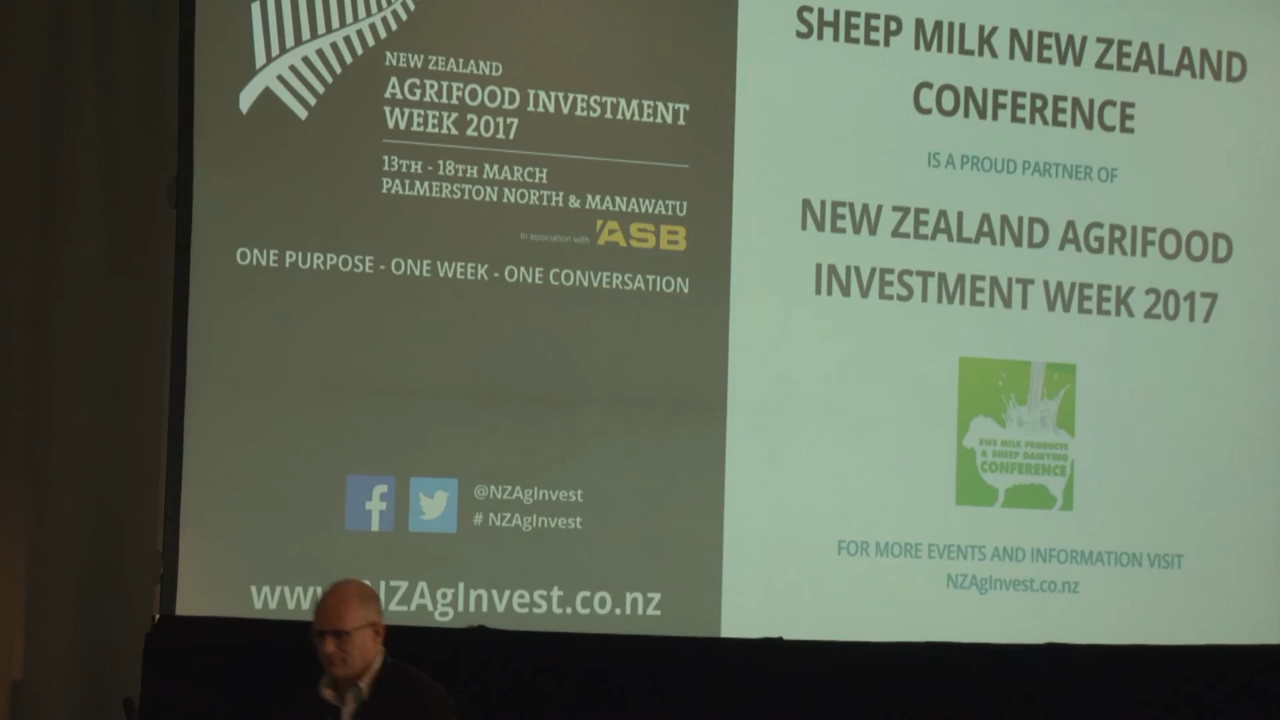 NEW ZEALAND
AGRIFOOD INVESTMENT
WEEK 2017
13TH - 18TH MARCH
PALMERSTON NORTH & MANAWATU
In association with ASB
ONE PURPOSE - ONE WEEK - ONE CONVERSATION
@NZAgInvest
# NZAgInvest
www.NZAgInvest.co.nz
SHEEP MILK NEW ZEALAND
CONFERENCE
IS A PROUD PARTNER OF
NEW ZEALAND AGRIFOOD
INVESTMENT WEEK 2017
EWE MILK PRODUCTS
& SHEEP DAIRYING
CONFERENCE
FOR MORE EVENTS AND INFORMATION VISIT
NZAgInvest.co.nz